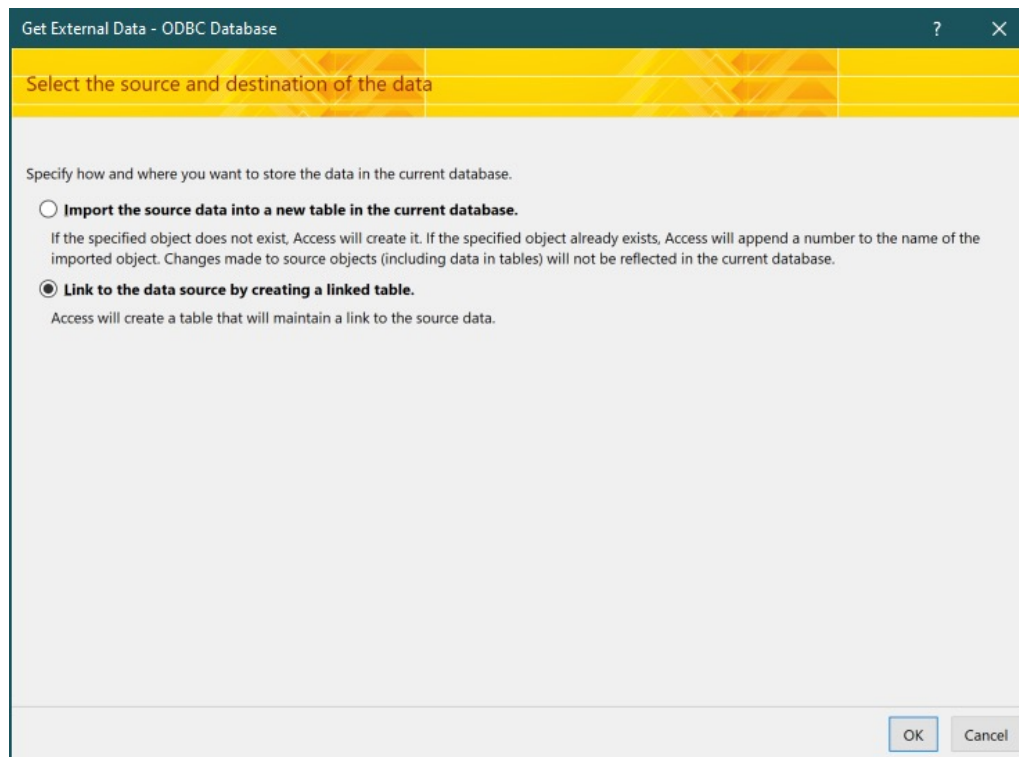 Get External Data - ODBC Database
?
Select the source and destination of the data
Specify how and where you want to store the data in the current database.
Import the source data into a new table in the current database.
If the specified object does not exist, Access will create it. If the specified object already exists, Access will append a number to the name of the
imported object. Changes made to source objects (including data in tables) will not be reflected in the current database.
Link to the data source by creating a linked table.
Access will create a table that will maintain a link to the source data.
OK
Cancel